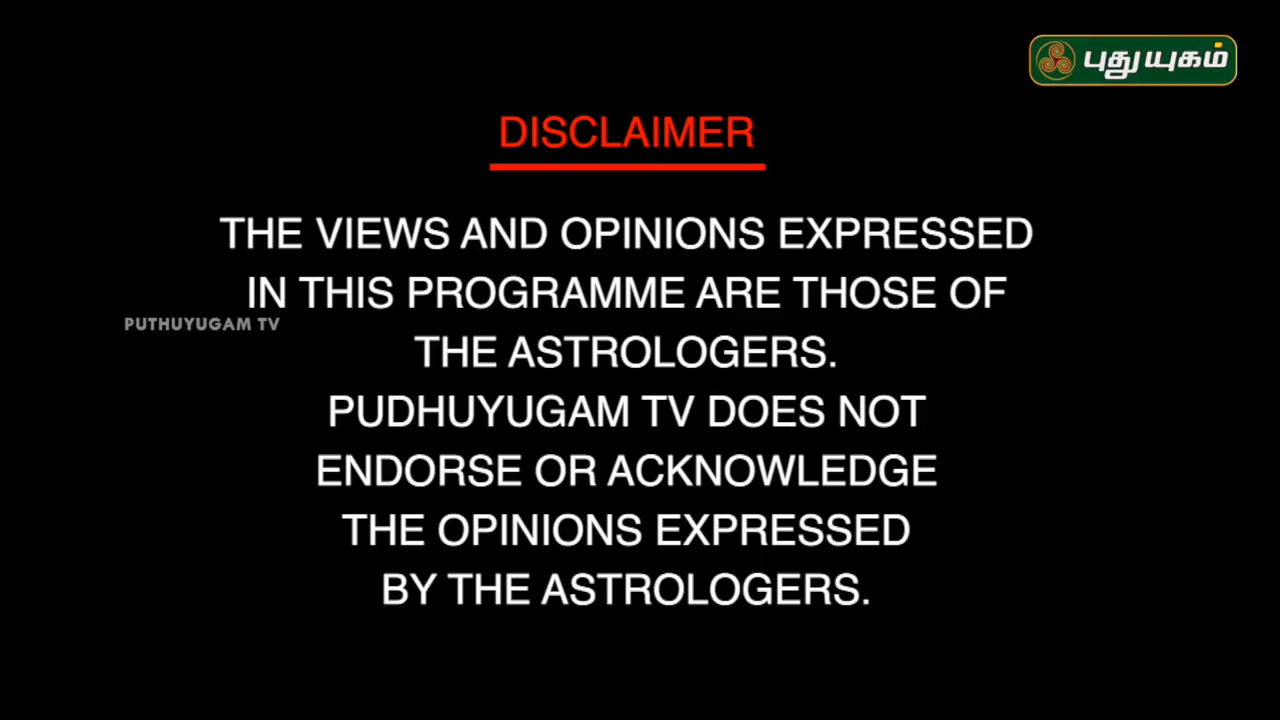 புதுயுகம்
DISCLAIMER
THE VIEWS AND OPINIONS EXPRESSED
IN THIS PROGRAMME ARE THOSE OF
PUTHUYUGAM TV
THE ASTROLOGERS.
PUDHUYUGAM TV DOES NOT
ENDORSE OR ACKNOWLEDGE
THE OPINIONS EXPRESSED
BY THE ASTROLOGERS.